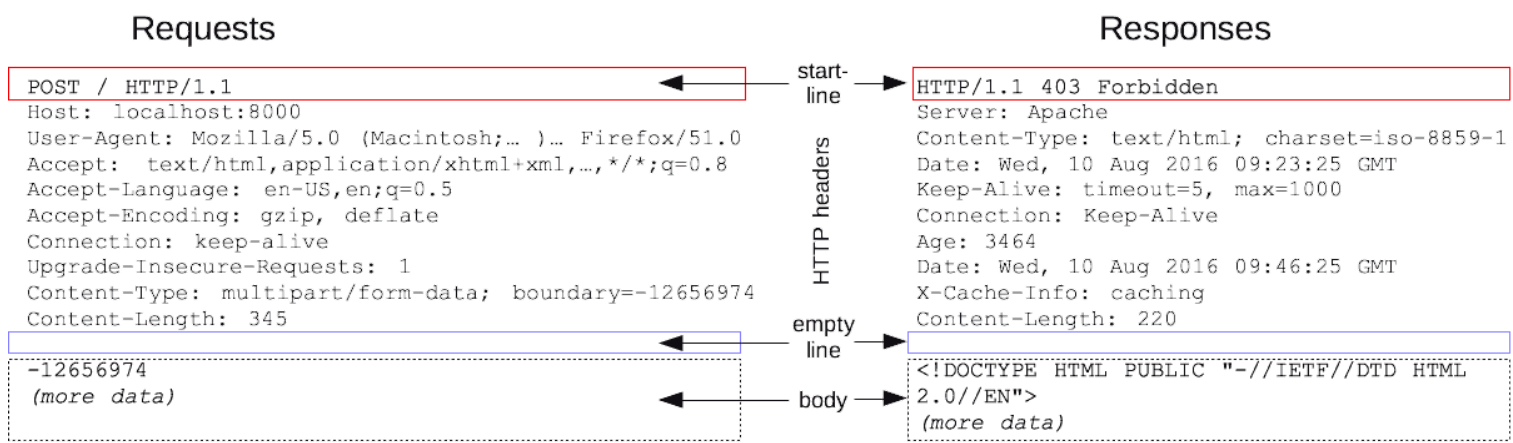 Requests
POST / HTTP/1.1
Host: localhost:8000
User-Agent: Mozilla/5.0 (Macintosh;… )… Firefox/51.0
Accept: text/html,application/xhtml+xml,…,*/*;q=0.8
Accept-Language: en-US,en;q=0.5
Accept-Encoding: gzip, deflate
Connection: keep-alive
Upgrade-Insecure-Requests: 1
Content-Type: multipart/form-data; boundary=-12656974
Content-Length: 345
-12656974
(more data)
start-
line
HTTP headers
empty
line
body
Responses
HTTP/1.1 403 Forbidden
Server: Apache
Content-Type: text/html; charset=iso-8859-1
Date: Wed, 10 Aug 2016 09:23:25 GMT
Keep-Alive: timeout=5, max=1000
Connection: Keep-Alive
Age: 3464
Date: Wed, 10 Aug 2016 09:46:25 GMT
X-Cache-Info: caching
Content-Length: 220
<!DOCTYPE HTML PUBLIC "-//IETF//DTD HTML
2.0//EN">
(more data)